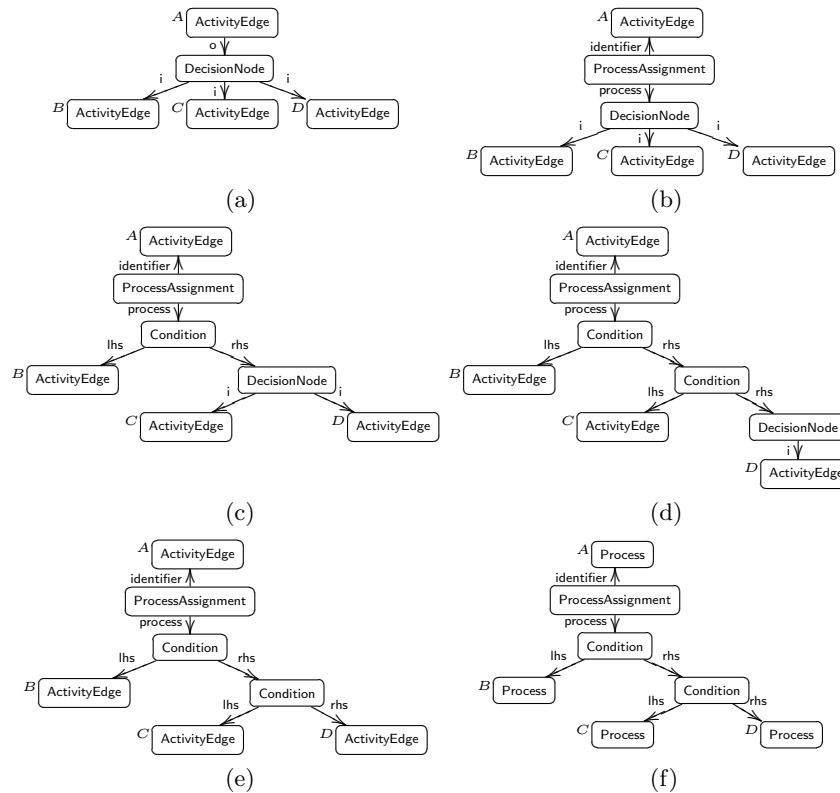 A ActivityEdge
o
DecisionNode
i i i
B ActivityEdge C ActivityEdge D ActivityEdge
(a)
A ActivityEdge
identifier
ProcessAssignment
process
DecisionNode
i i i
B ActivityEdge C ActivityEdge D ActivityEdge
(b)
A ActivityEdge
identifier
ProcessAssignment
process
Condition
lhs rhs
B ActivityEdge DecisionNode
i i
C ActivityEdge D ActivityEdge
(c)
A ActivityEdge
identifier
ProcessAssignment
process
Condition
lhs rhs
B ActivityEdge Condition
lhs rhs
C ActivityEdge DecisionNode
i
D ActivityEdge
(d)
A ActivityEdge
identifier
ProcessAssignment
process
Condition
lhs rhs
B ActivityEdge Condition
lhs rhs
C ActivityEdge D ActivityEdge
(e)
A Process
identifier
ProcessAssignment
process
Condition
lhs rhs
B Process Condition
lhs rhs
C Process D Process
(f)